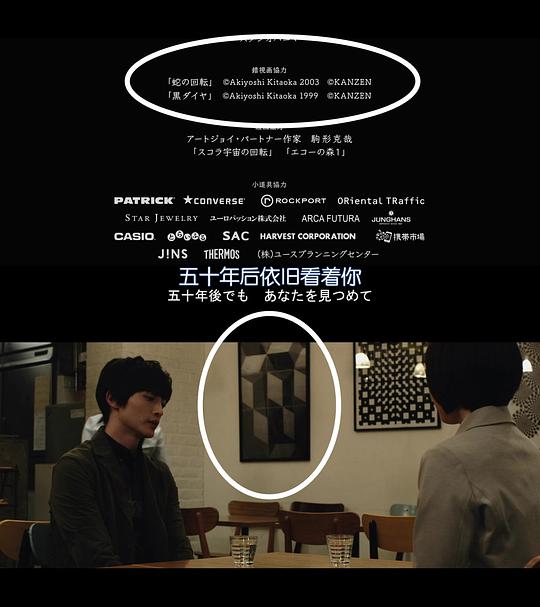 錯視画協力
「蛇の回転」 ©Akiyoshi Kitaoka 2003 ©KANZEN
「黒ダイヤ」 ©Akiyoshi Kitaoka 1999 ©KANZEN
アートジョイ・パートナー作家 駒形克哉
「スコラ宇宙の回転」 「エコーの森1」
小道具協力
PATRICK CONVERSE ROCKPORT ORiental TRaffic
STAR JEWELRY ユーロパッション株式会社 ARCA FUTURA JUNGHANS
CASIO SAC HARVEST CORPORATION 携帯市場
J!NS THERMOS (株)ユースプランニングセンター
五十年后依旧看着你
五十年後でも あなたを見つめて